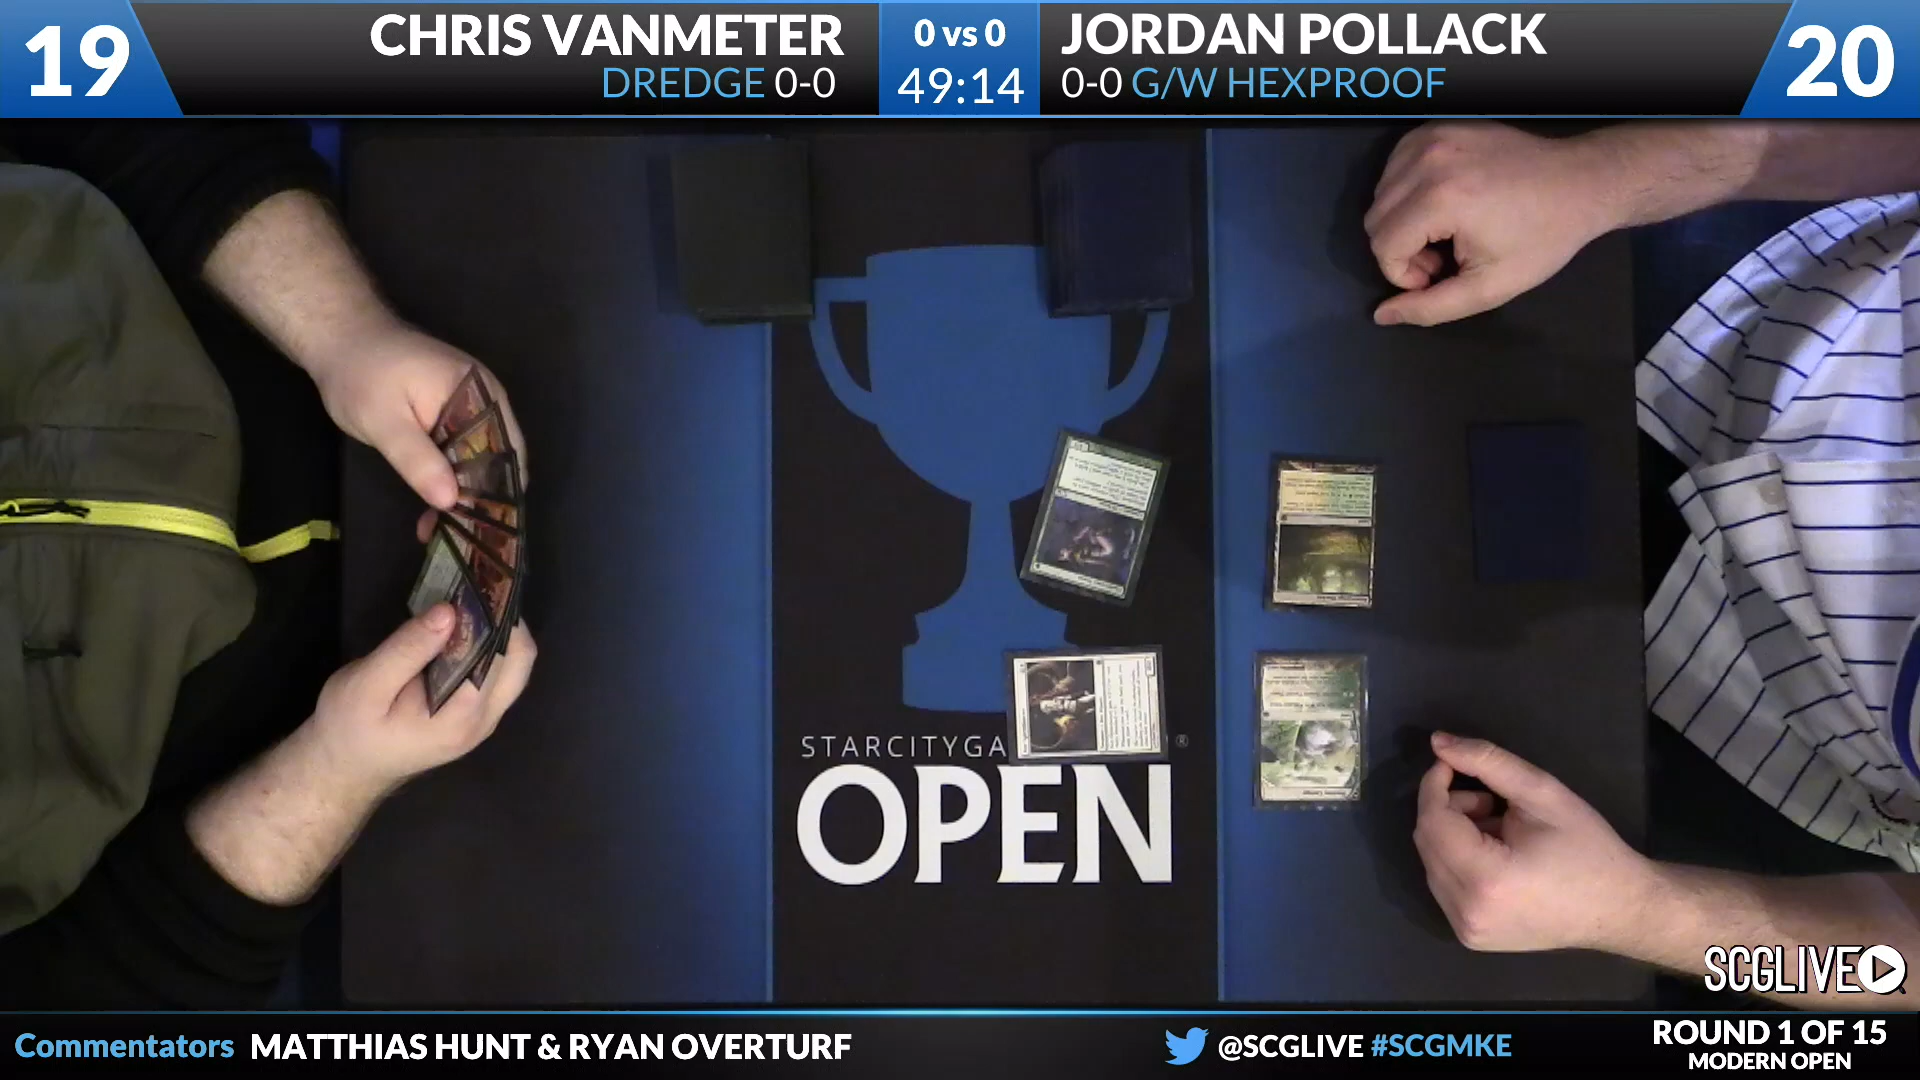 19
CHRIS VANMETER
DREDGE 0-0
0 vs 0
49:14
JORDAN POLLACK
0-0 G/W HEXPROOF
20
STARCITYGA
®
OPEN
SCGLIVE
Commentators MATTHIAS HUNT & RYAN OVERTURF
@SCGLIVE #SCGMKE
ROUND 1 OF 15
MODERN OPEN